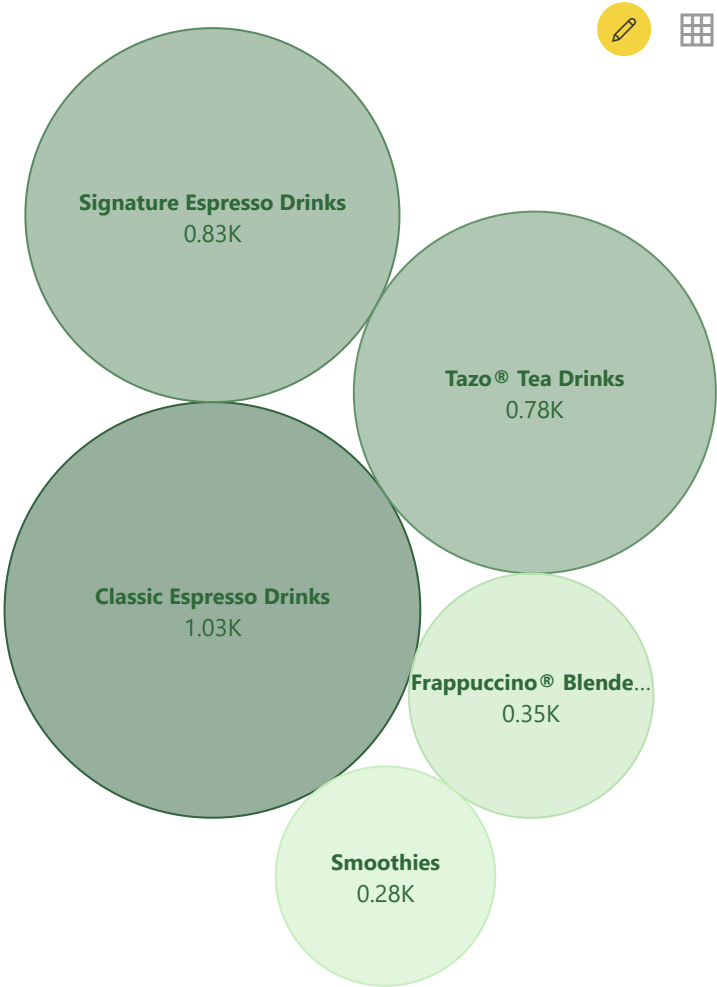 Signature Espresso Drinks
0.83K
Tazo® Tea Drinks
0.78K
Classic Espresso Drinks
1.03K
Frappuccino® Blende...
0.35K
Smoothies
0.28K